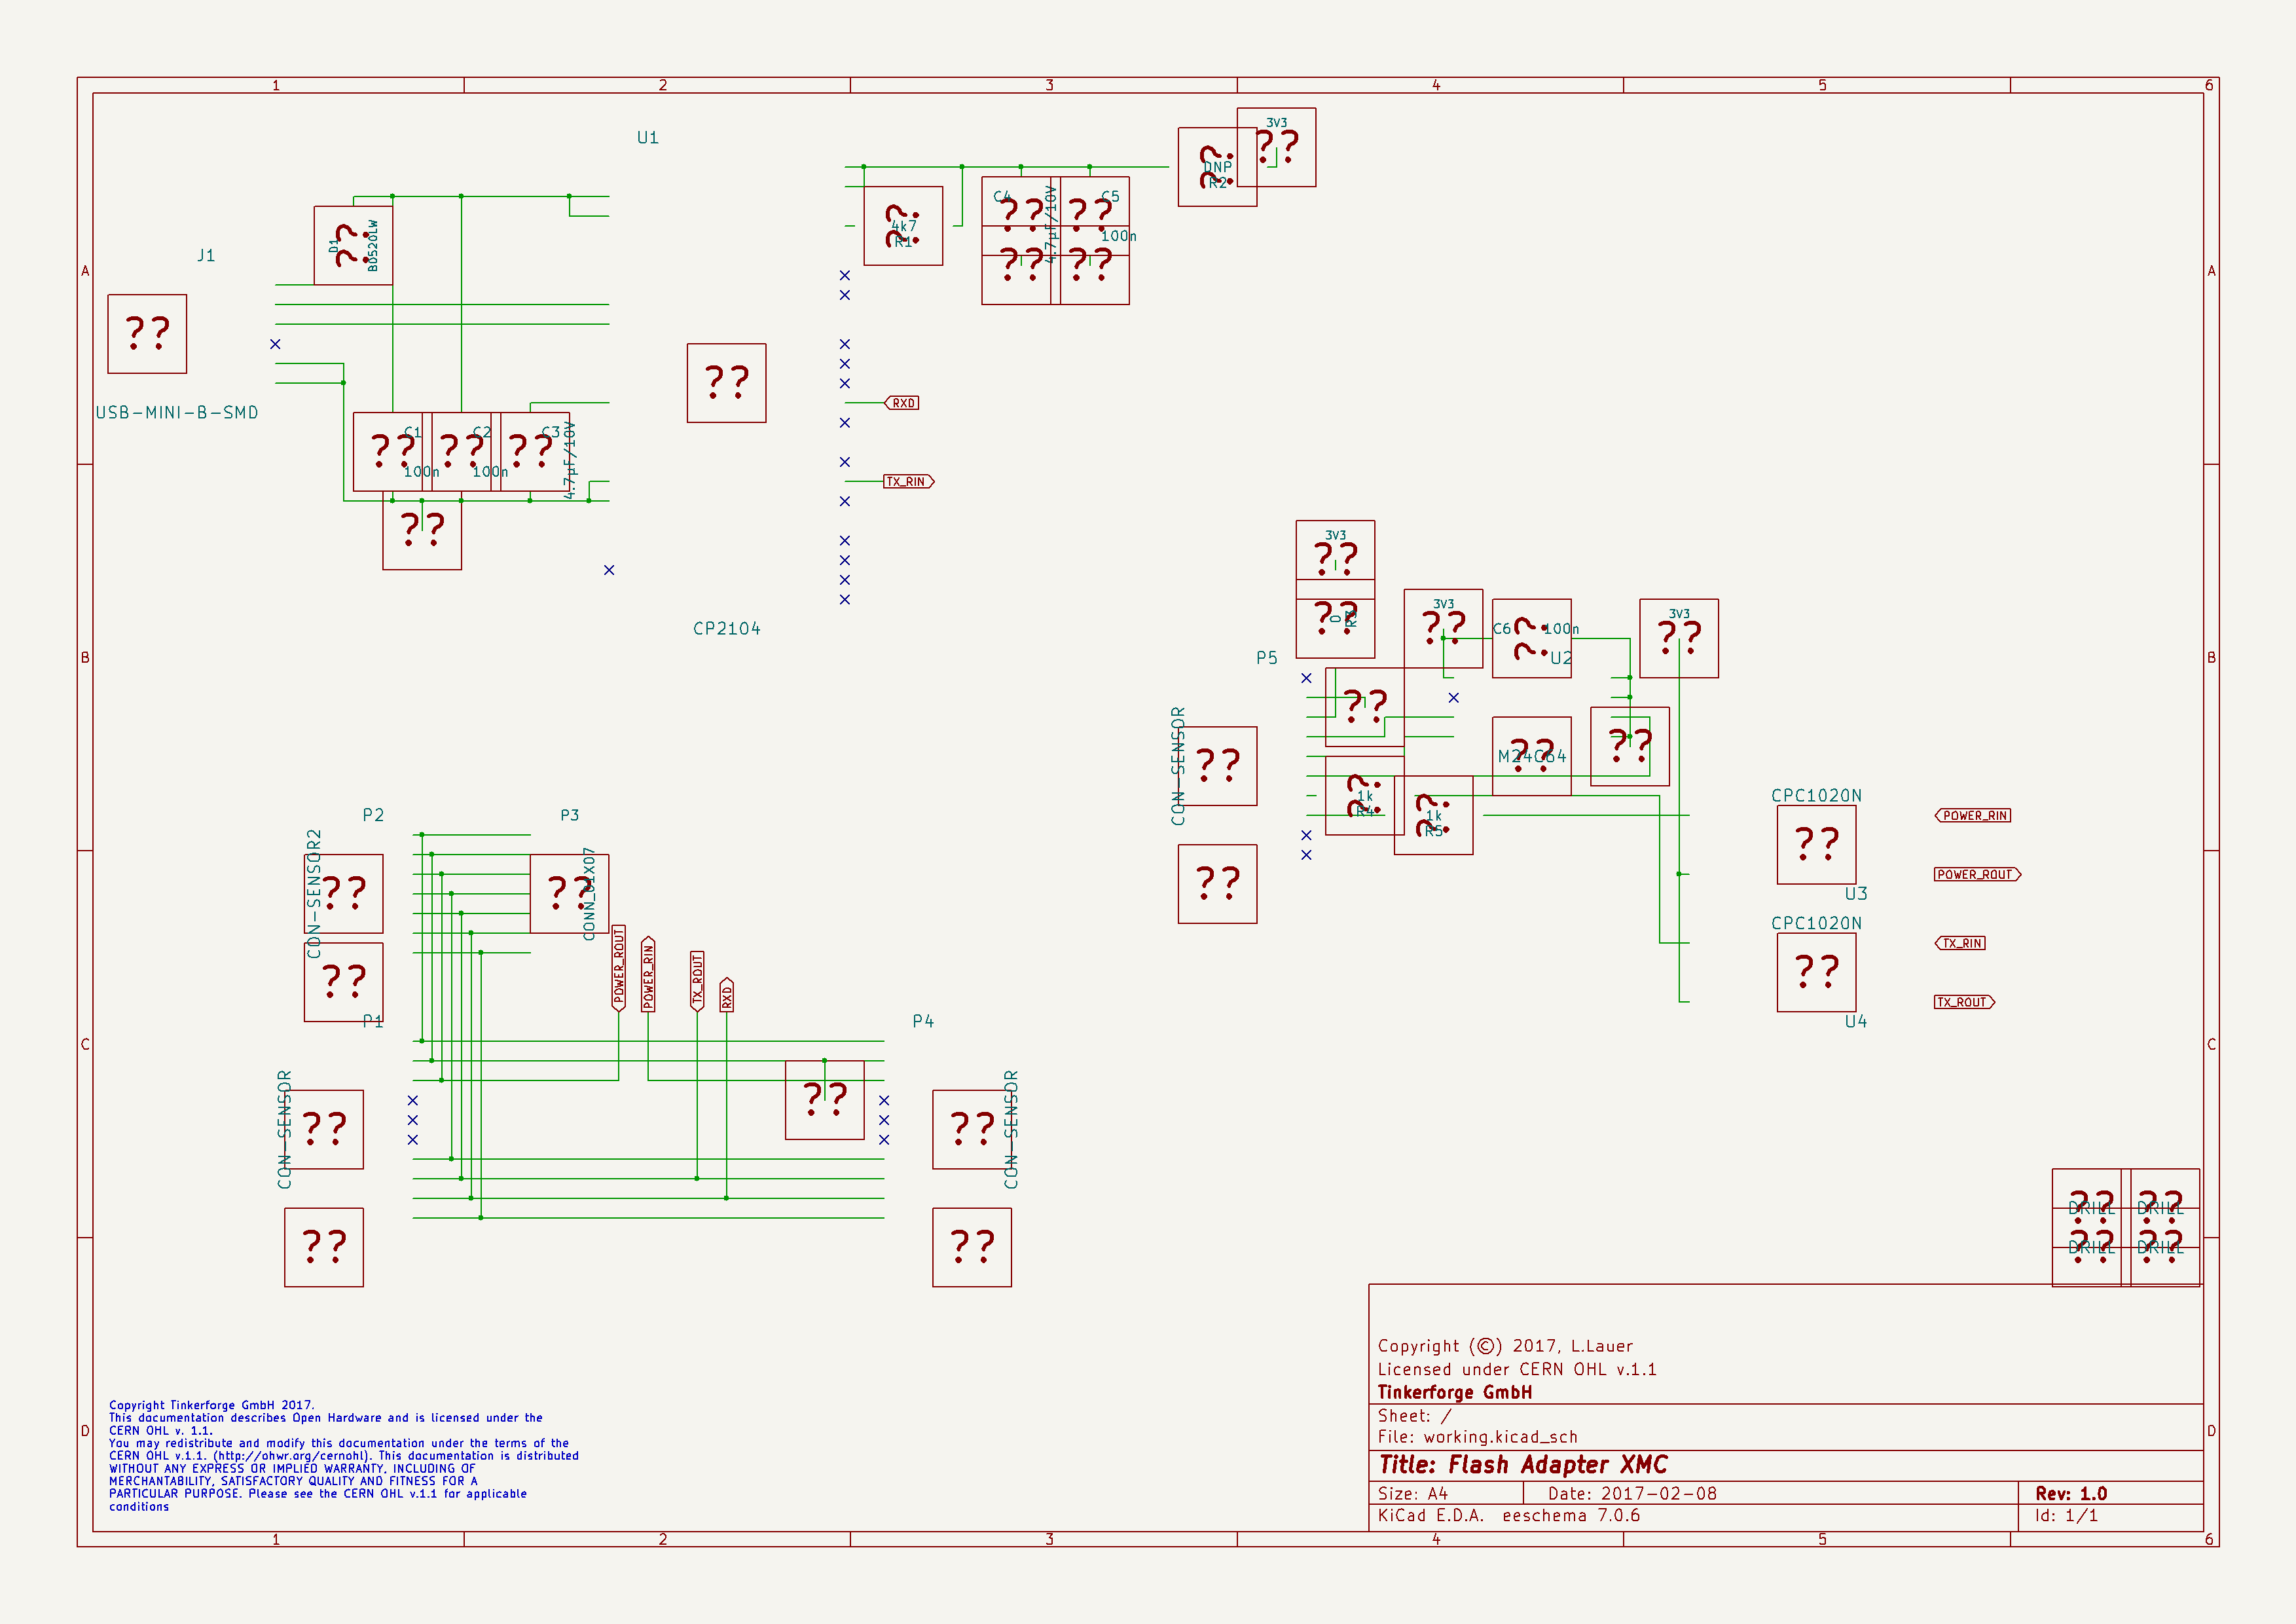 1 2 3 4 5 6
A
B
C
D
A
B
C
D
1 2 3 4 5 6
U1
J1
??
USB-MINI-B-SMD
D1
B0520LW
??
C1
100n
??
C2
100n
??
C3
4.7µF/10V
??
??
??
CP2104
4k7
R1
??
C4
4.7µF/10V
??
C5
100n
??
??
??
DNP
R2
??
3V3
??
RXD
TX_RIN
3V3
??
0
R3
??
3V3
??
C6
100n
??
U2
M24C64
??
3V3
??
??
P5
CON-SENSOR
??
??
??
1k
R4
??
1k
R5
??
CPC1020N
??
U3
CPC1020N
??
U4
POWER_RIN
POWER_ROUT
TX_RIN
TX_ROUT
P2
CON-SENSOR2
??
??
P3
CONN_01X07
??
POWER_ROUT
POWER_RIN
TX_ROUT
RXD
P1
CON-SENSOR
??
??
??
P4
CON-SENSOR
??
??
DRILL
??
DRILL
??
DRILL
??
DRILL
??
Copyright Tinkerforge GmbH 2017.
This documentation describes Open Hardware and is licensed under the
CERN OHL v. 1.1.
You may redistribute and modify this documentation under the terms of the
CERN OHL v.1.1. (http://ohwr.org/cernohl). This documentation is distributed
WITHOUT ANY EXPRESS OR IMPLIED WARRANTY, INCLUDING OF
MERCHANTABILITY, SATISFACTORY QUALITY AND FITNESS FOR A
PARTICULAR PURPOSE. Please see the CERN OHL v.1.1 for applicable
conditions
Copyright (©) 2017, L.Lauer
Licensed under CERN OHL v.1.1
Tinkerforge GmbH
Sheet: /
File: working.kicad_sch
Title: Flash Adapter XMC
Size: A4 Date: 2017-02-08 Rev: 1.0
KiCad E.D.A. eeschema 7.0.6 Id: 1/1